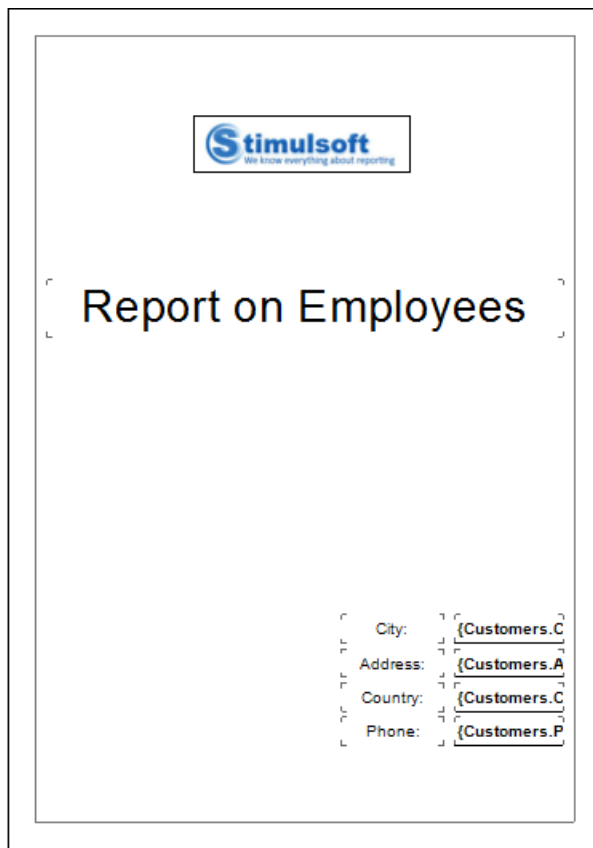 Stimulsoft
We know everything about reporting
Report on Employees
City: {Customers.C
Address: {Customers.A
Country: {Customers.C
Phone: {Customers.P